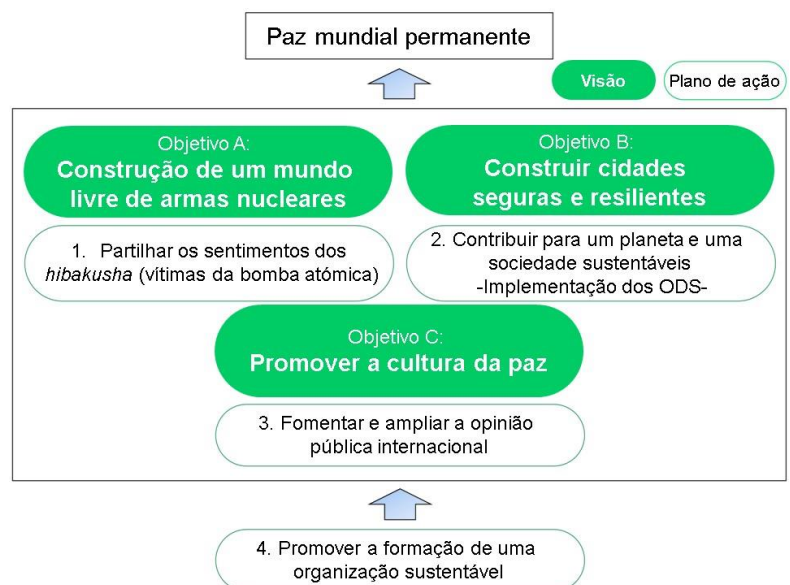 Paz mundial permanente
Visão
Plano de ação
Objetivo A:
Construção de um mundo
livre de armas nucleares
Objetivo B:
Construir cidades
seguras e resilientes
1. Partilhar os sentimentos dos
hibakusha (vítimas da bomba atómica)
2. Contribuir para um planeta e uma
sociedade sustentáveis
-Implementação dos ODS-
Objetivo C:
Promover a cultura da paz
3. Fomentar e ampliar a opinião
pública internacional
4. Promover a formação de uma
organização sustentável